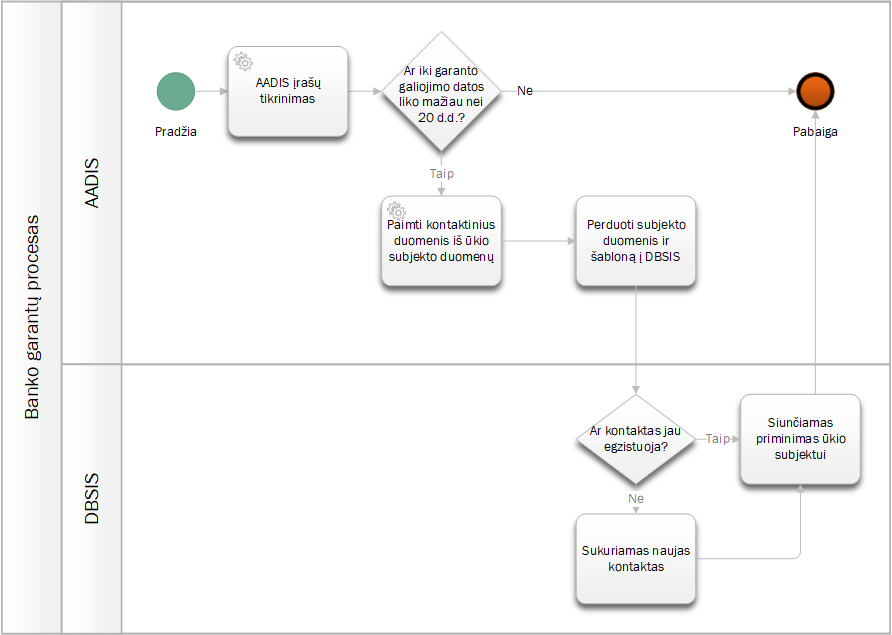 Banko garantų procesas
AADIS
Pradžia
AADIS įrašų
tikrinimas
Ar iki garanto
galiojimo datos
liko mažiau nei
20 d.d.?
Ne
Pabaiga
Taip
Paimti kontaktinius
duomenis iš ūkio
subjekto duomenų
Perduoti subjekto
duomenis ir
šabloną į DBSIS
DBSIS
Ar kontaktas jau
egzistuoja?
Taip
Siunčiamas
priminimas ūkio
subjektui
Ne
Sukuriamas naujas
kontaktas